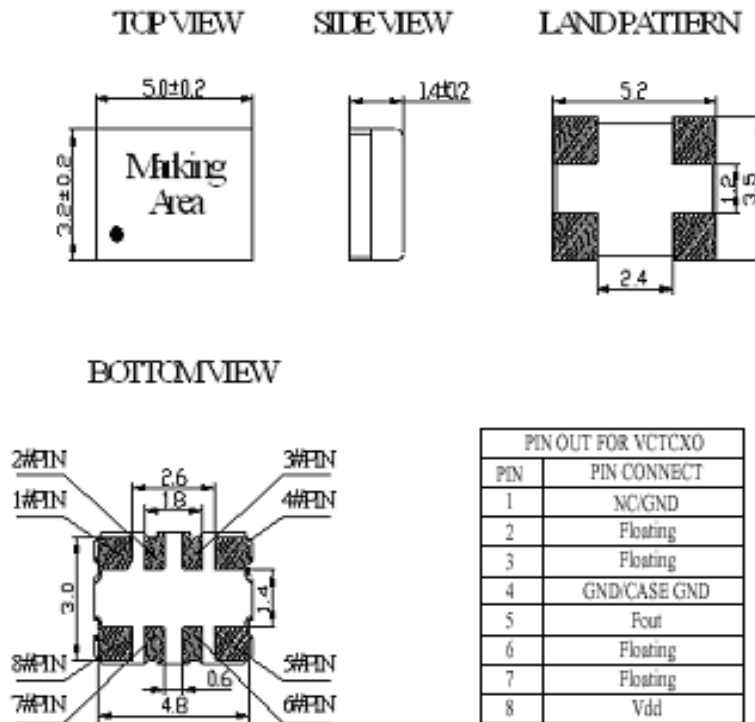 TOP VIEW SIDE VIEW LAND PATTERN
5.0±0.2 1.4±0.2 5.2
3.2±0.2
Marking
Area
1.2
3.5
2.4
BOTTOM VIEW
2#PIN 3#PIN
2.6
1#PIN 1.8 4#PIN
3.0
1.4
8#PIN 5#PIN
7#PIN 0.6 6#PIN
4.8
PIN OUT FOR VCTCXO
PIN PIN CONNECT
1 NC/GND
2 Floating
3 Floating
4 GND/CASE GND
5 Fout
6 Floating
7 Floating
8 Vdd